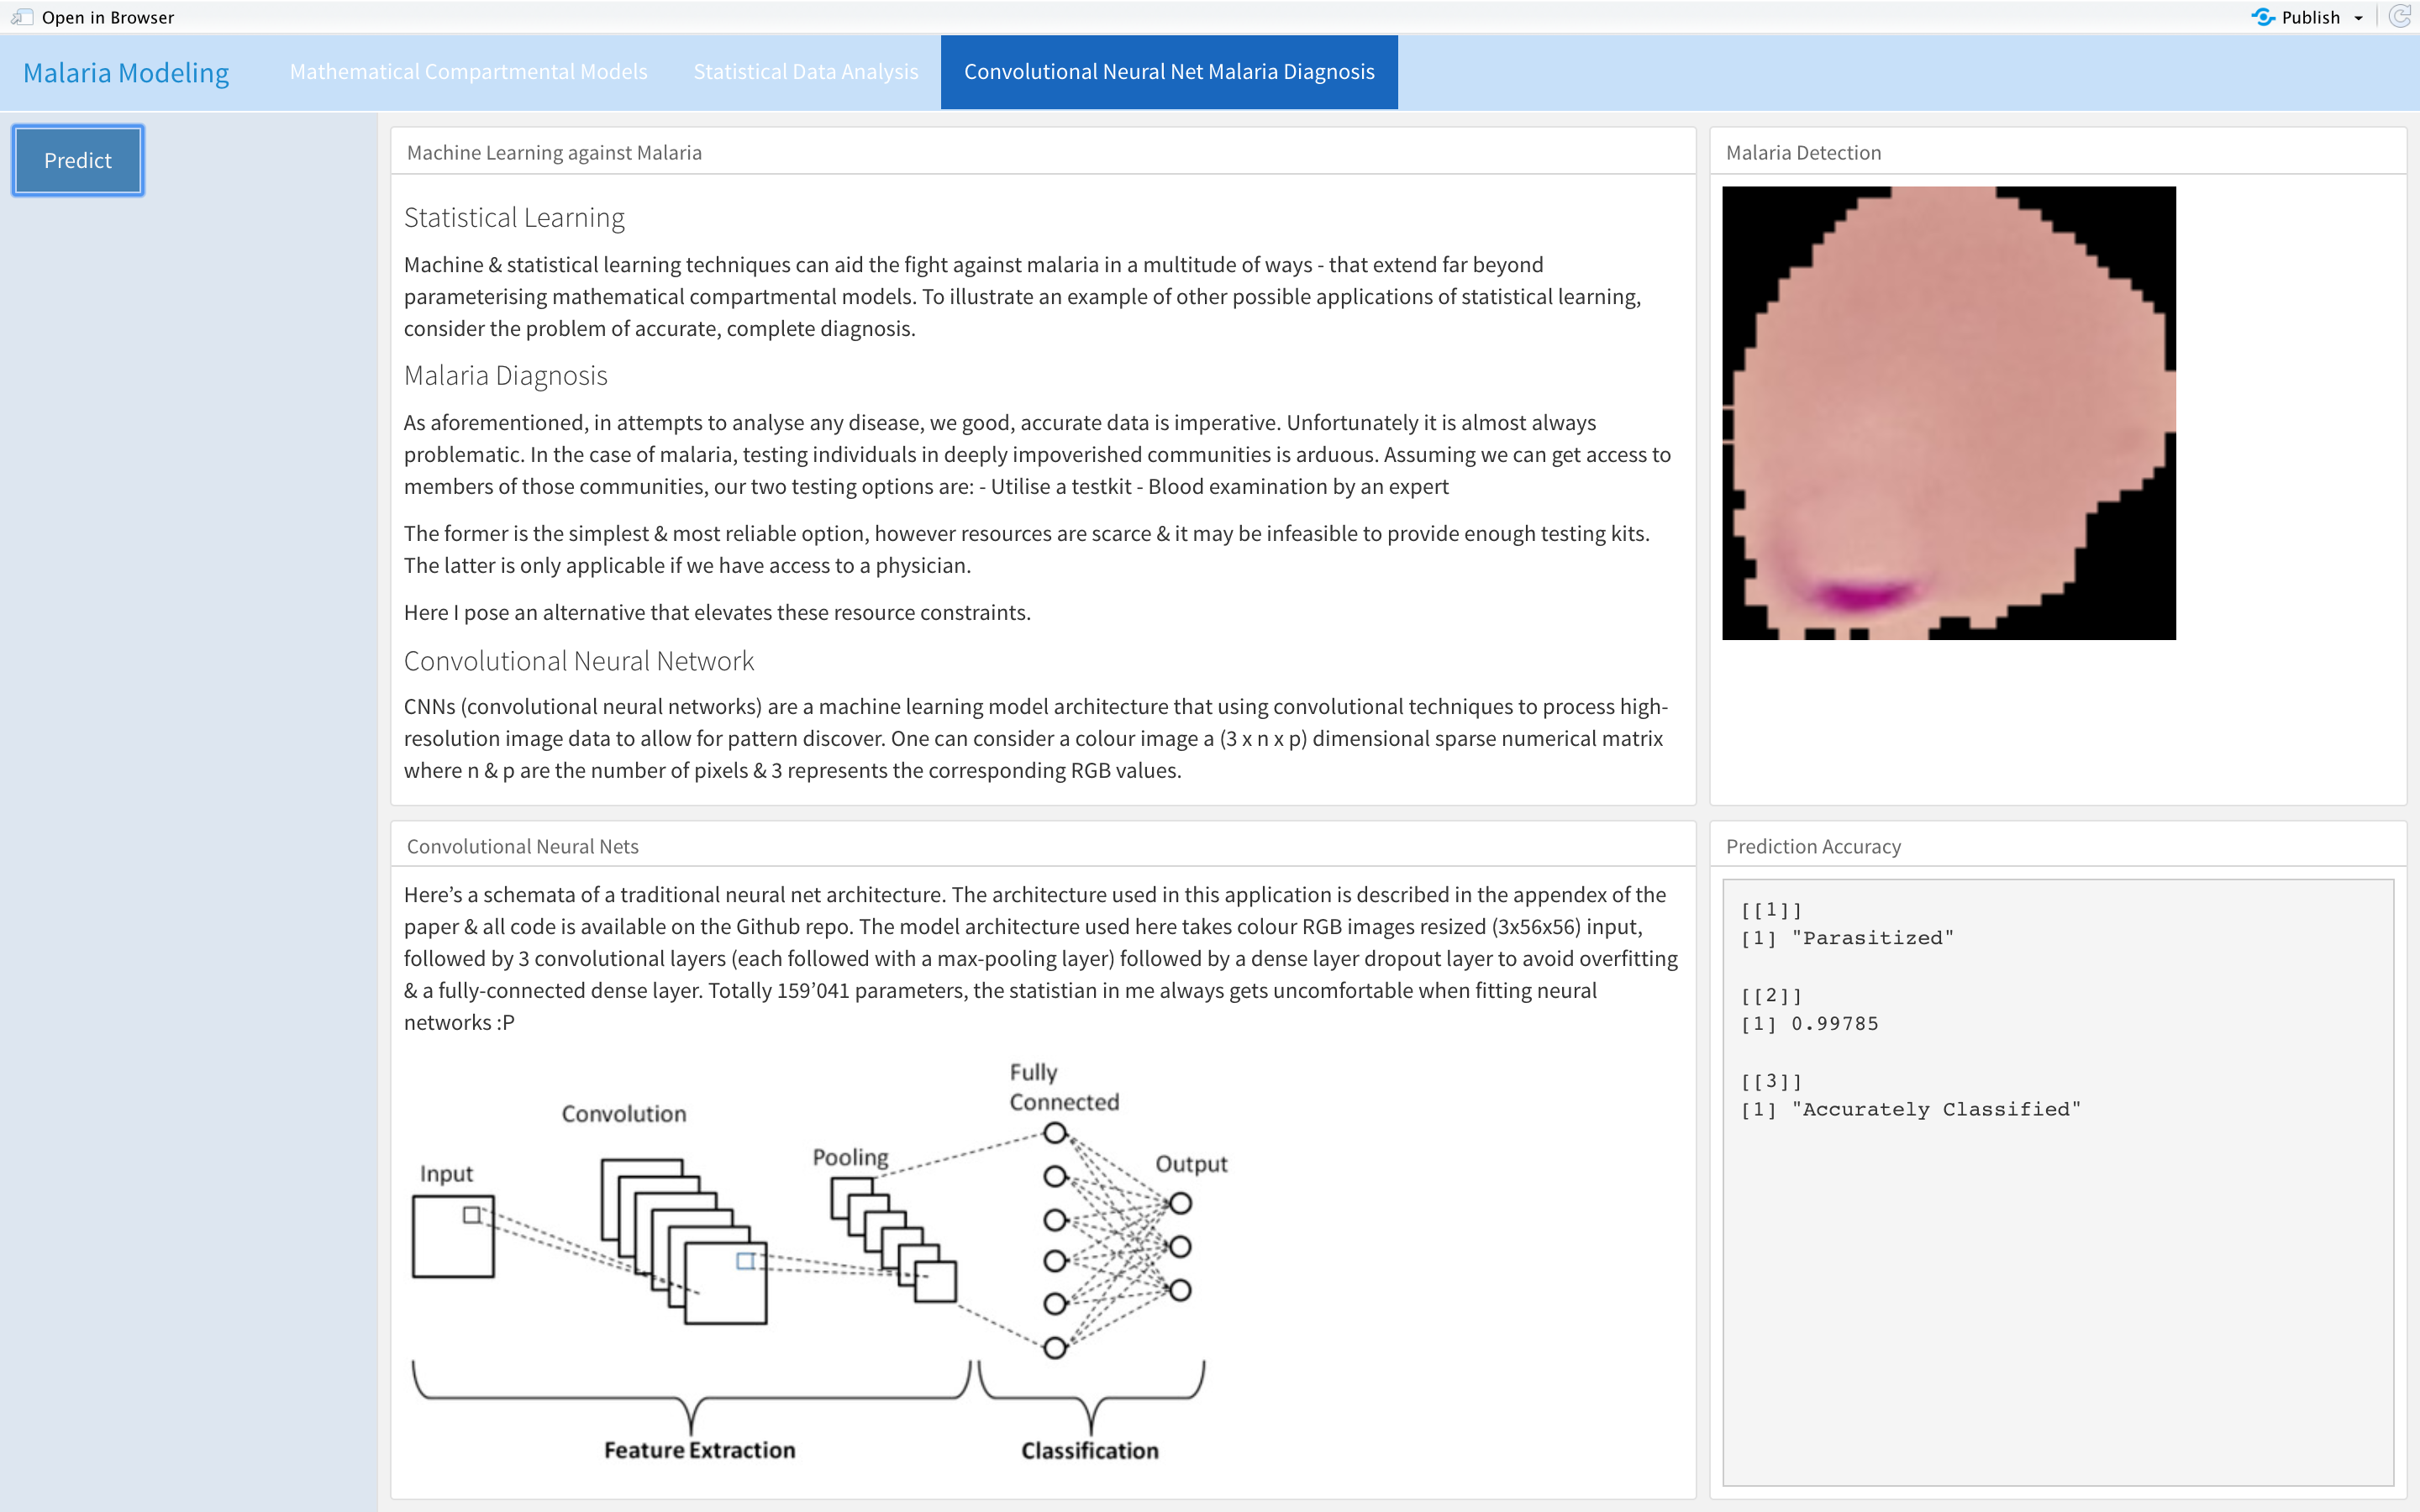 Open in Browser
Publish
Malaria Modeling
Mathematical Compartmental Models
Statistical Data Analysis
Convolutional Neural Net Malaria Diagnosis
Predict
Machine Learning against Malaria
Statistical Learning
Machine & statistical learning techniques can aid the fight against malaria in a multitude of ways - that extend far beyond
parameterising mathematical compartmental models. To illustrate an example of other possible applications of statistical learning,
consider the problem of accurate, complete diagnosis.
Malaria Diagnosis
As aforementioned, in attempts to analyse any disease, we good, accurate data is imperative. Unfortunately it is almost always
problematic. In the case of malaria, testing individuals in deeply impoverished communities is arduous. Assuming we can get access to
members of those communities, our two testing options are: - Utilise a testkit - Blood examination by an expert
The former is the simplest & most reliable option, however resources are scarce & it may be infeasible to provide enough testing kits.
The latter is only applicable if we have access to a physician.
Here I pose an alternative that elevates these resource constraints.
Convolutional Neural Network
CNNs (convolutional neural networks) are a machine learning model architecture that using convolutional techniques to process high-
resolution image data to allow for pattern discover. One can consider a colour image a (3 x n x p) dimensional sparse numerical matrix
where n & p are the number of pixels & 3 represents the corresponding RGB values.
Malaria Detection
Convolutional Neural Nets
Here’s a schemata of a traditional neural net architecture. The architecture used in this application is described in the appendex of the
paper & all code is available on the Github repo. The model architecture used here takes colour RGB images resized (3x56x56) input,
followed by 3 convolutional layers (each followed with a max-pooling layer) followed by a dense layer dropout layer to avoid overfitting
& a fully-connected dense layer. Totally 159’041 parameters, the statistian in me always gets uncomfortable when fitting neural
networks :P
Input
Convolution
Pooling
Fully
Connected
Output
Feature Extraction
Classification
Prediction Accuracy
[[1]]
[1] "Parasitized"
[[2]]
[1] 0.99785
[[3]]
[1] "Accurately Classified"